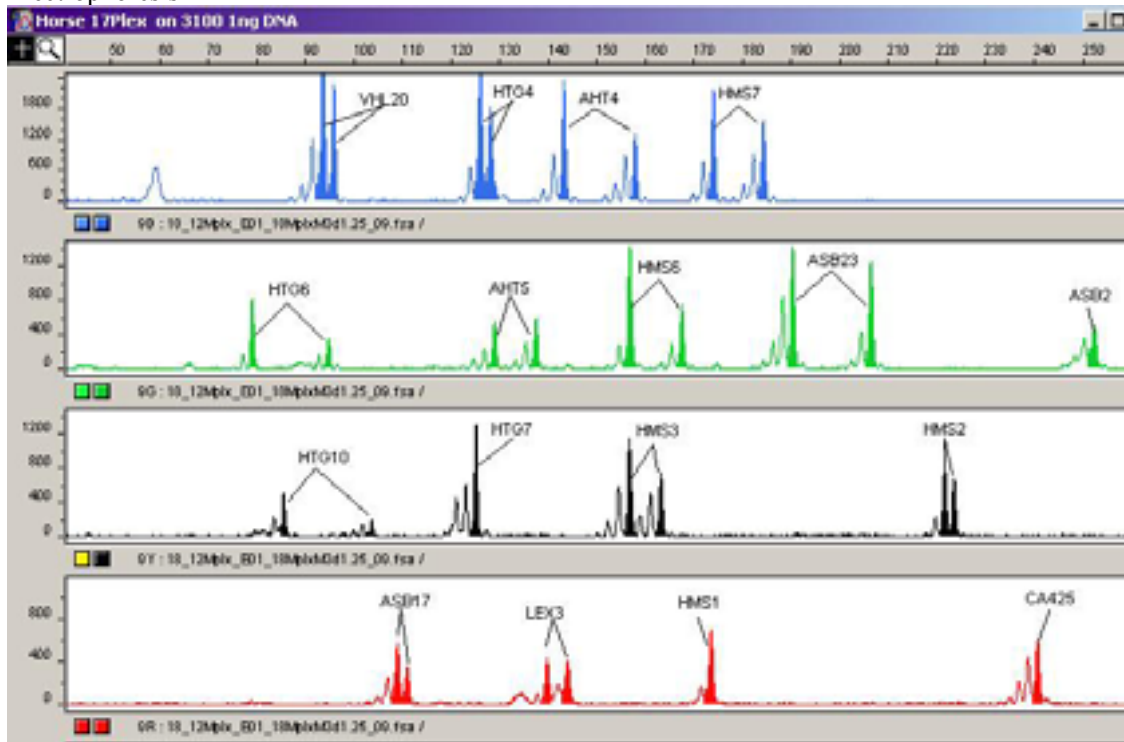 Horse 17Plex on 3100 1ng DNA
50 60 70 80 90 100 110 120 130 140 150 160 170 180 190 200 210 220 230 240 250
VHL20 HTG4 AHT4 HMS7
1800
1200
600
0
HTG6 AHT5 HMS6 ASB23 ASB2
1200
800
400
0
HTG10 HTG7 HMS3 HMS2
1200
800
400
0
ASB17 LEX3 HMS1 CA425
800
400
0